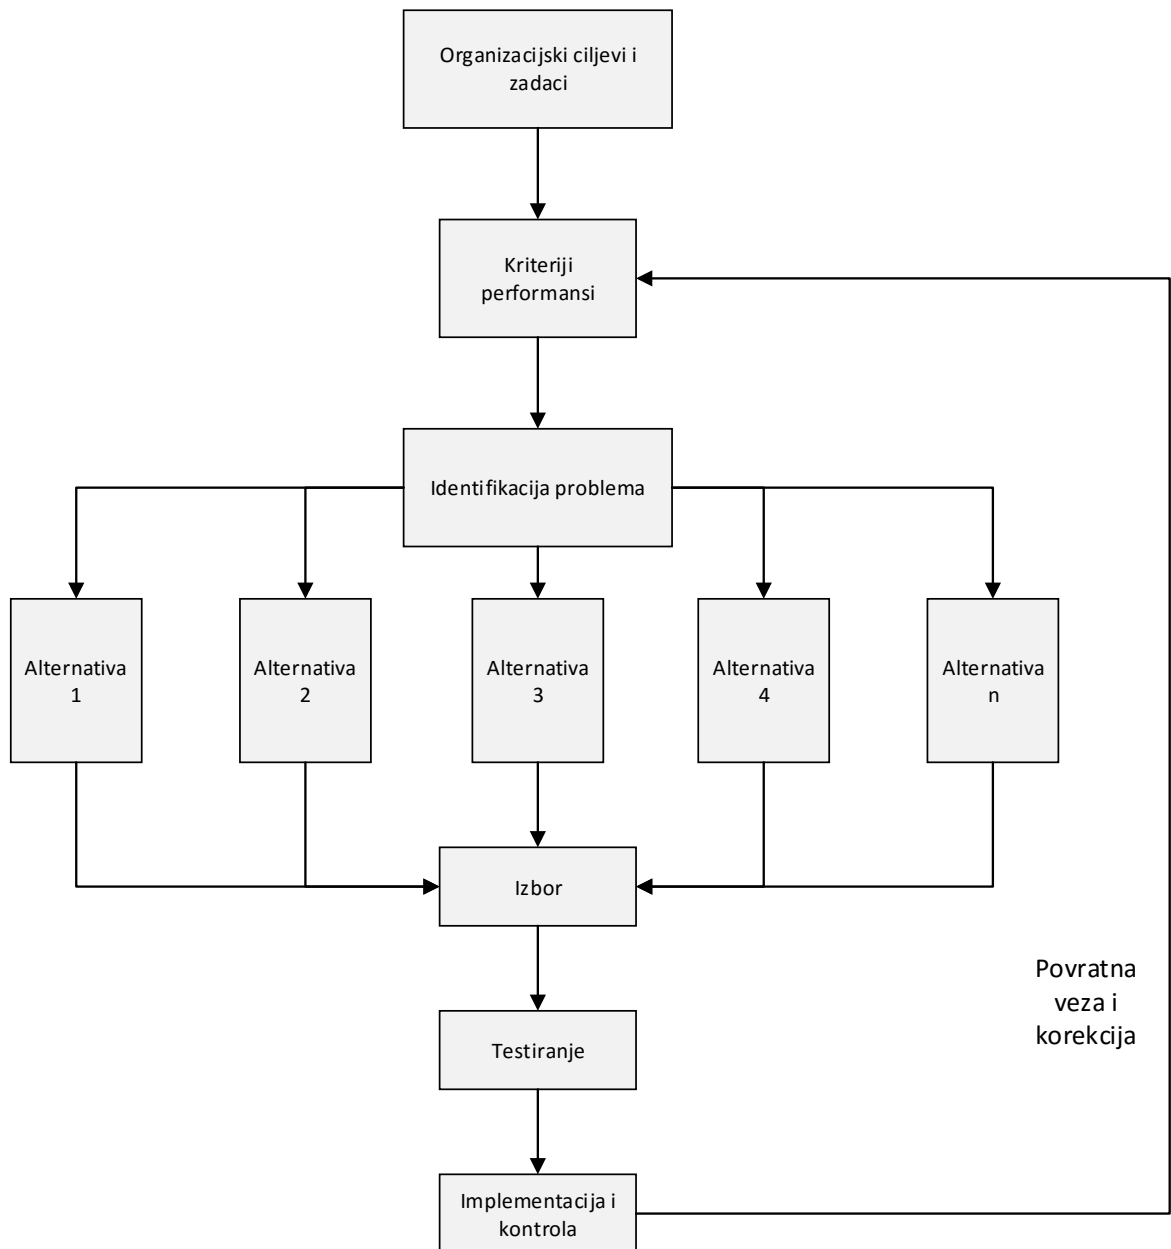 Organizacijski ciljevi i
zadaci
Kriteriji
performansi
Identifikacija problema
Alternativa
1
Alternativa
2
Alternativa
3
Alternativa
4
Alternativa
n
Izbor
Povratna
veza i
korekcija
Testiranje
Implementacija i
kontrola